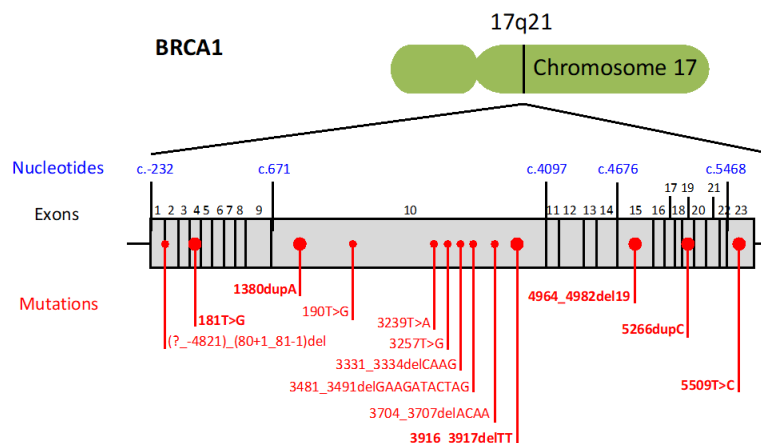 17q21
BRCA1
Chromosome 17
Nucleotides c.-232 c.671 c.4097 c.4676 c.5468
17 19 21
Exons 1 2 3 4 5 6 7 8 9 10 11 12 13 14 15 16 18 20 22 23
1380dupA
190T>G
4964_4982del19
Mutations
181T>G
3239T>A
5266dupC
(?_-4821)_(80+1_81-1)del
3257T>G
3331_3334delCAAG
3481_3491delGAAGATACTAG
5509T>C
3704_3707delACAA
3916_3917delTT